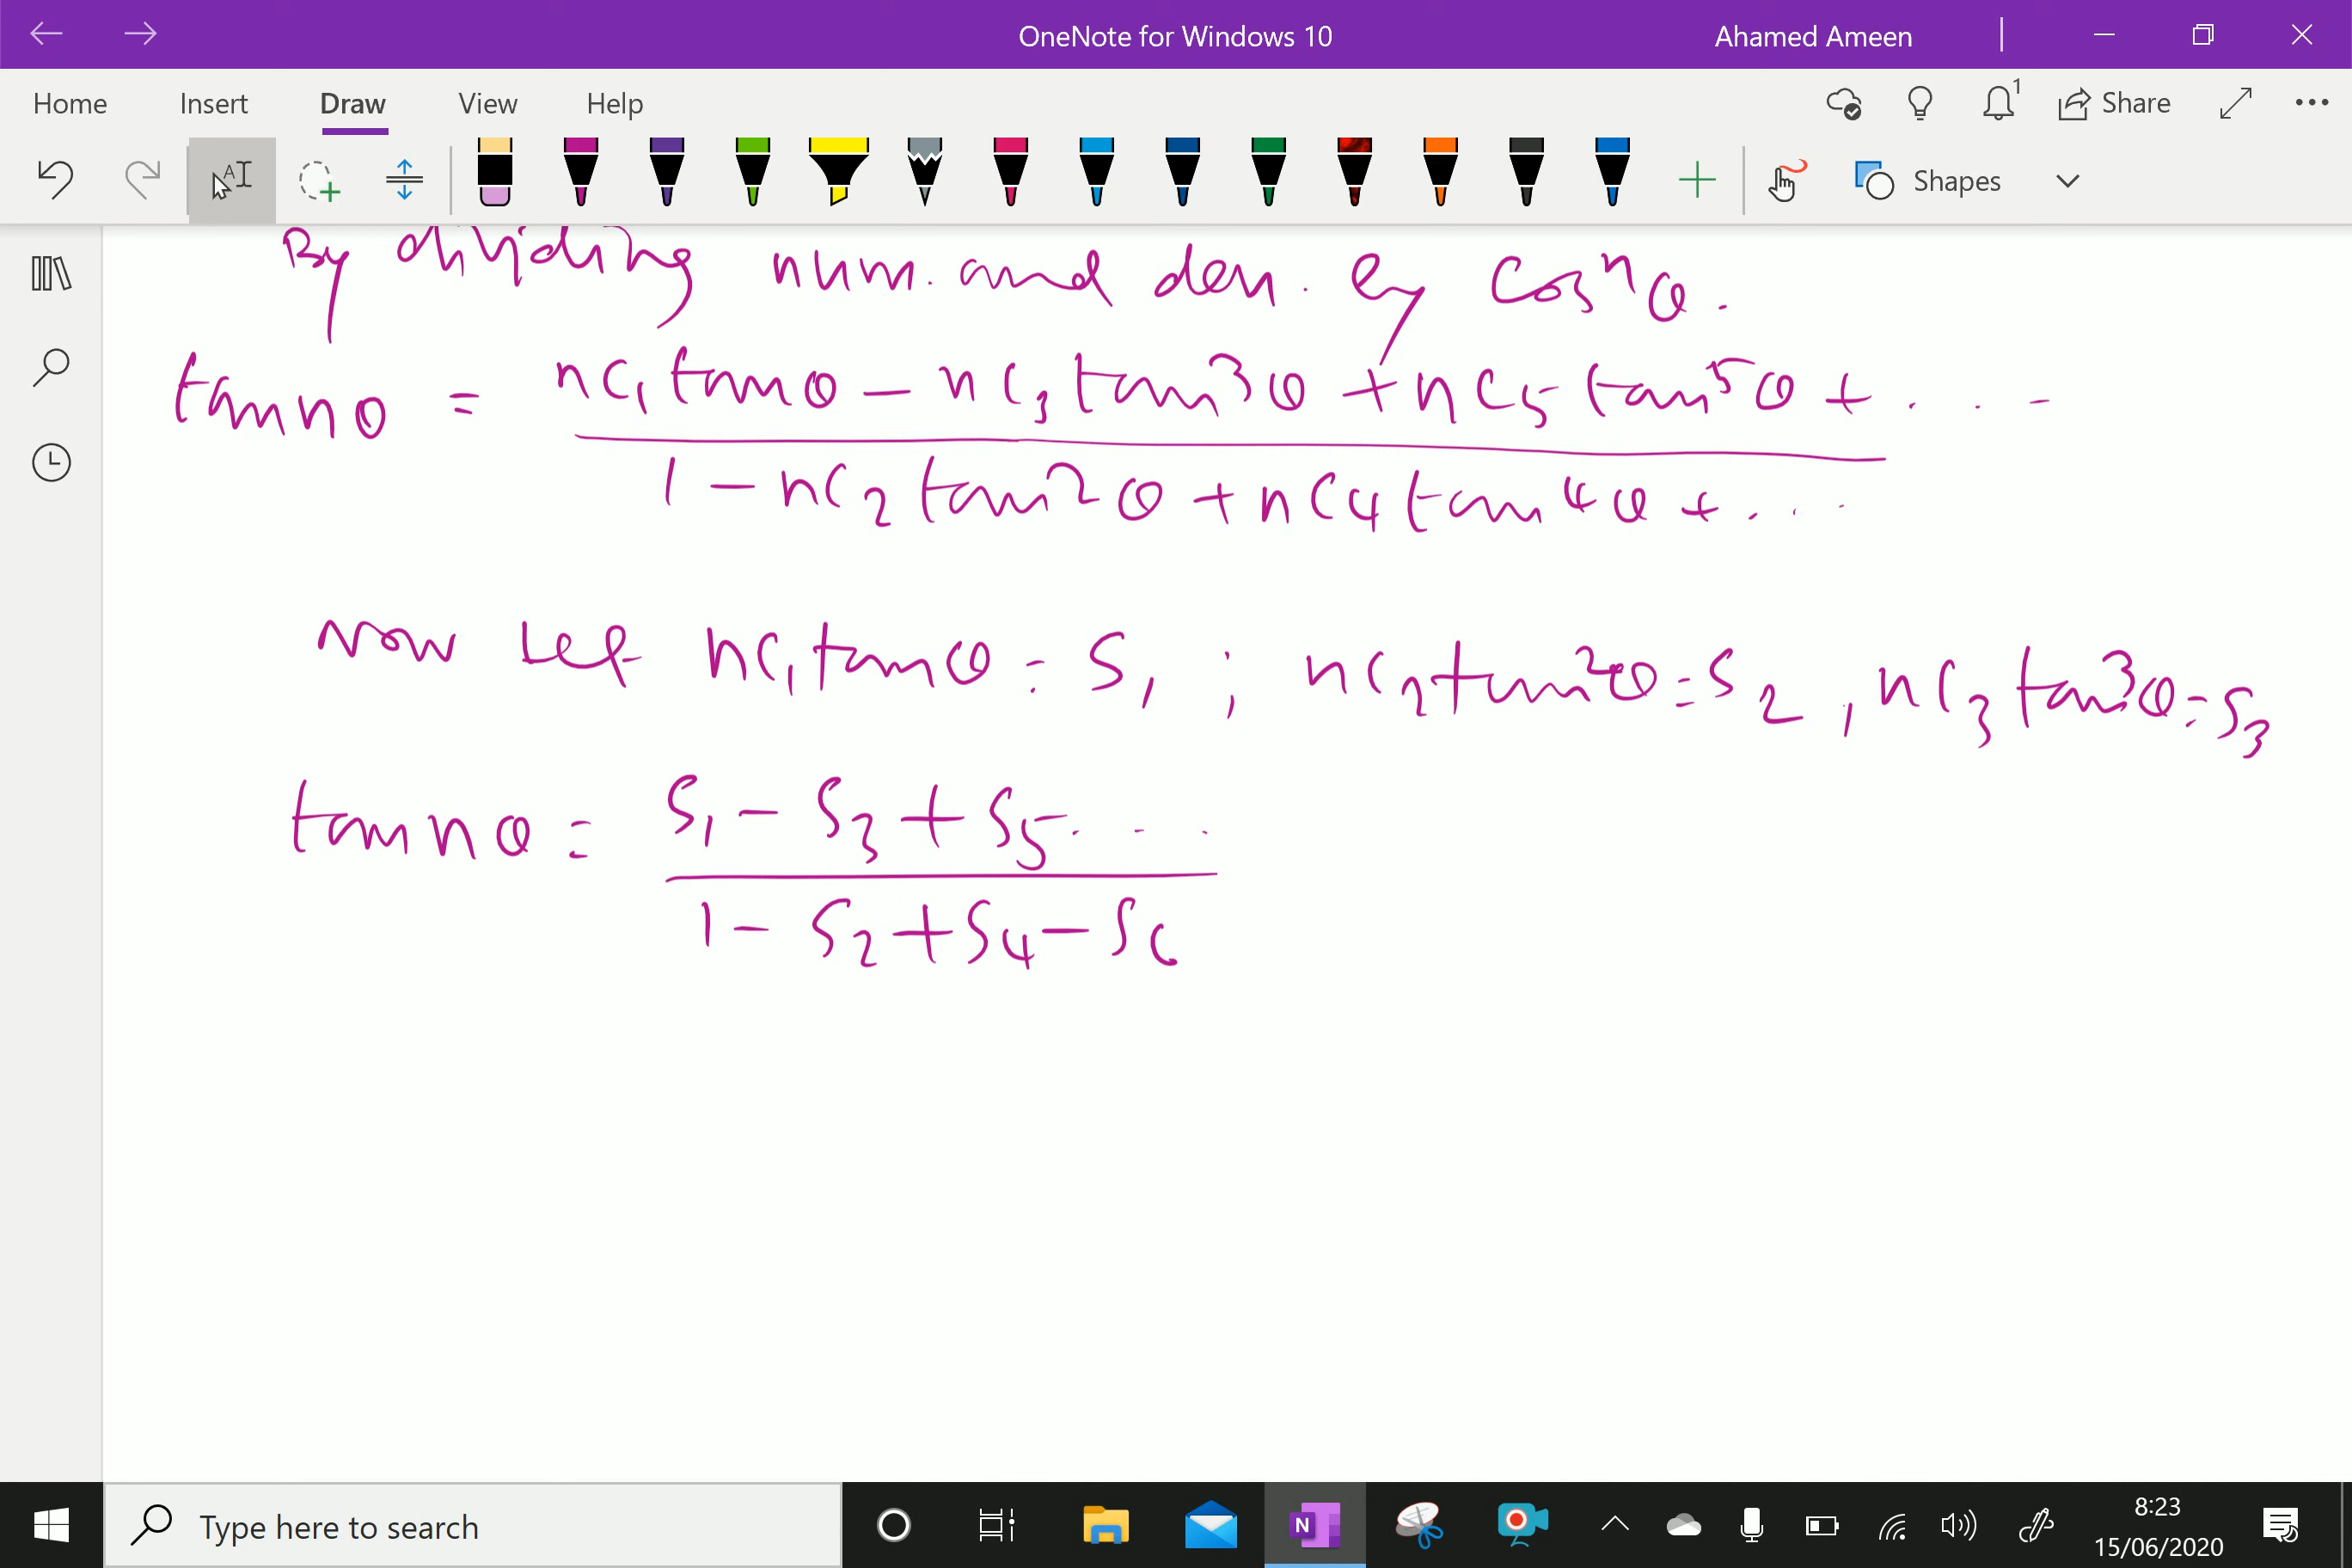 OneNote for Windows 10
Ahamed Ameen
Home Insert Draw View Help
1 Share
Shapes
By dividing num. and den. by cosⁿθ.
tan nθ = nC₁ tanθ − nC₃ tan³θ + nC₅ tan⁵θ + . . . -
1 − nC₂ tan²θ + nC₄ tan⁴θ + . . .
now let nC₁ tanθ = S₁ ; nC₂ tan²θ = S₂ , nC₃ tan³θ = S₃
tan nθ = S₁ − S₃ + S₅ . . .
1 − S₂ + S₄ − S₆
Type here to search
8:23
15/06/2020